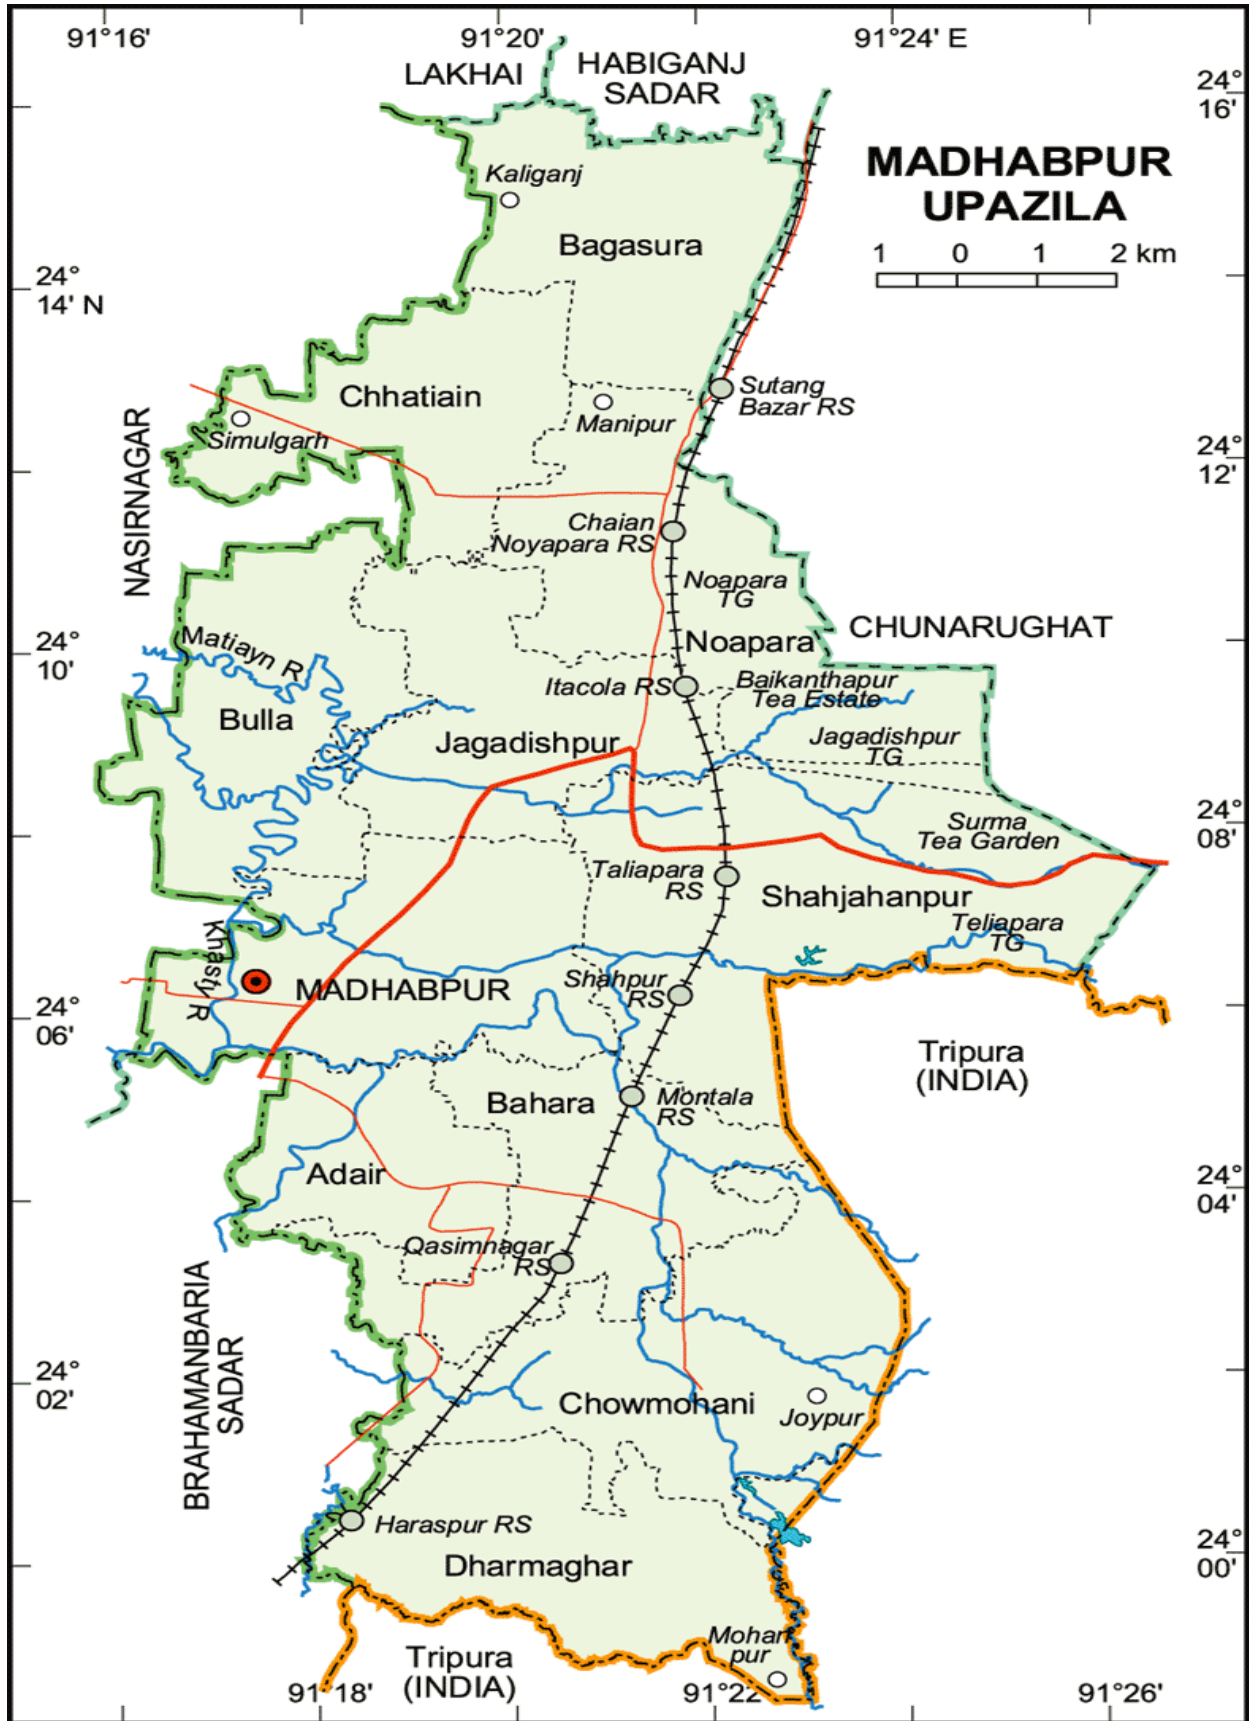 91°16'
91°20'
91°24' E
LAKHAI
HABIGANJ
SADAR
24°
16'
MADHABPUR
UPAZILA
1 0 1 2 km
Kaliganj
Bagasura
24°
14' N
Chhatiain
Sutang
Bazar RS
Manipur
Simulgarh
NASIRNAGAR
24°
12'
Chaian
Noyapara RS
Noapara
TG
Noapara
CHUNARUGHAT
24°
10'
Matiayn R
Itacola RS
Baikanthapur
Tea Estate
Bulla
Jagadishpur
Jagadishpur
TG
24°
08'
Surma
Tea Garden
Taliapara
RS
Shahjahanpur
Teliapara
TG
Khasty R
MADHABPUR
Shahpur
RS
24°
06'
Tripura
(INDIA)
Bahara
Montala
RS
Adair
24°
04'
Qasimnagar
RS
BRAHAMANBARIA
SADAR
24°
02'
Chowmohani
Joypur
Haraspur RS
Dharmaghar
24°
00'
Mohan
pur
Tripura
(INDIA)
91°18'
91°22'
91°26'